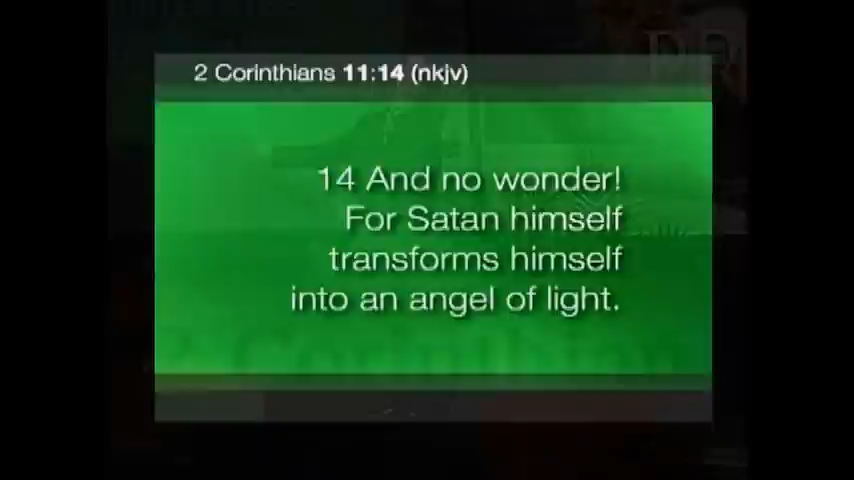 2 Corinthians 11:14 (nkjv)
14 And no wonder!
For Satan himself
transforms himself
into an angel of light.